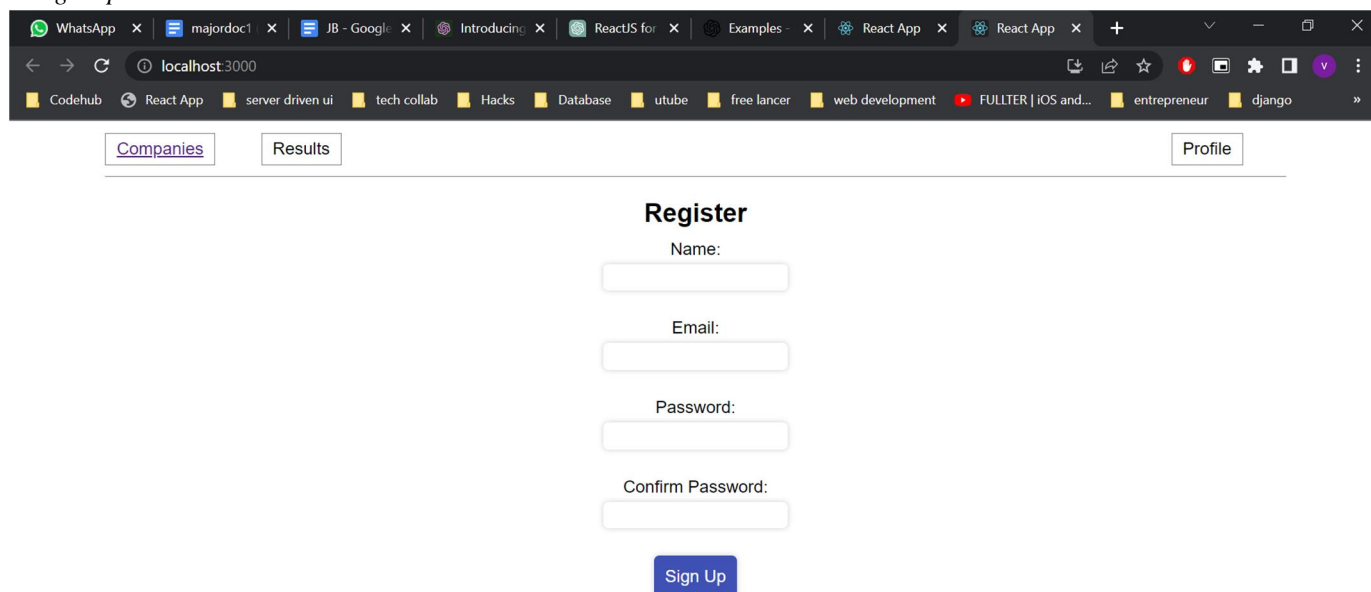 WhatsApp majordoc1 JB - Google Introducing ReactJS for Examples - React App React App
localhost:3000
Codehub React App server driven ui tech collab Hacks Database utube free lancer web development FULLTER | iOS and... entrepreneur django »
Companies Results Profile
Register
Name:
Email:
Password:
Confirm Password:
Sign Up